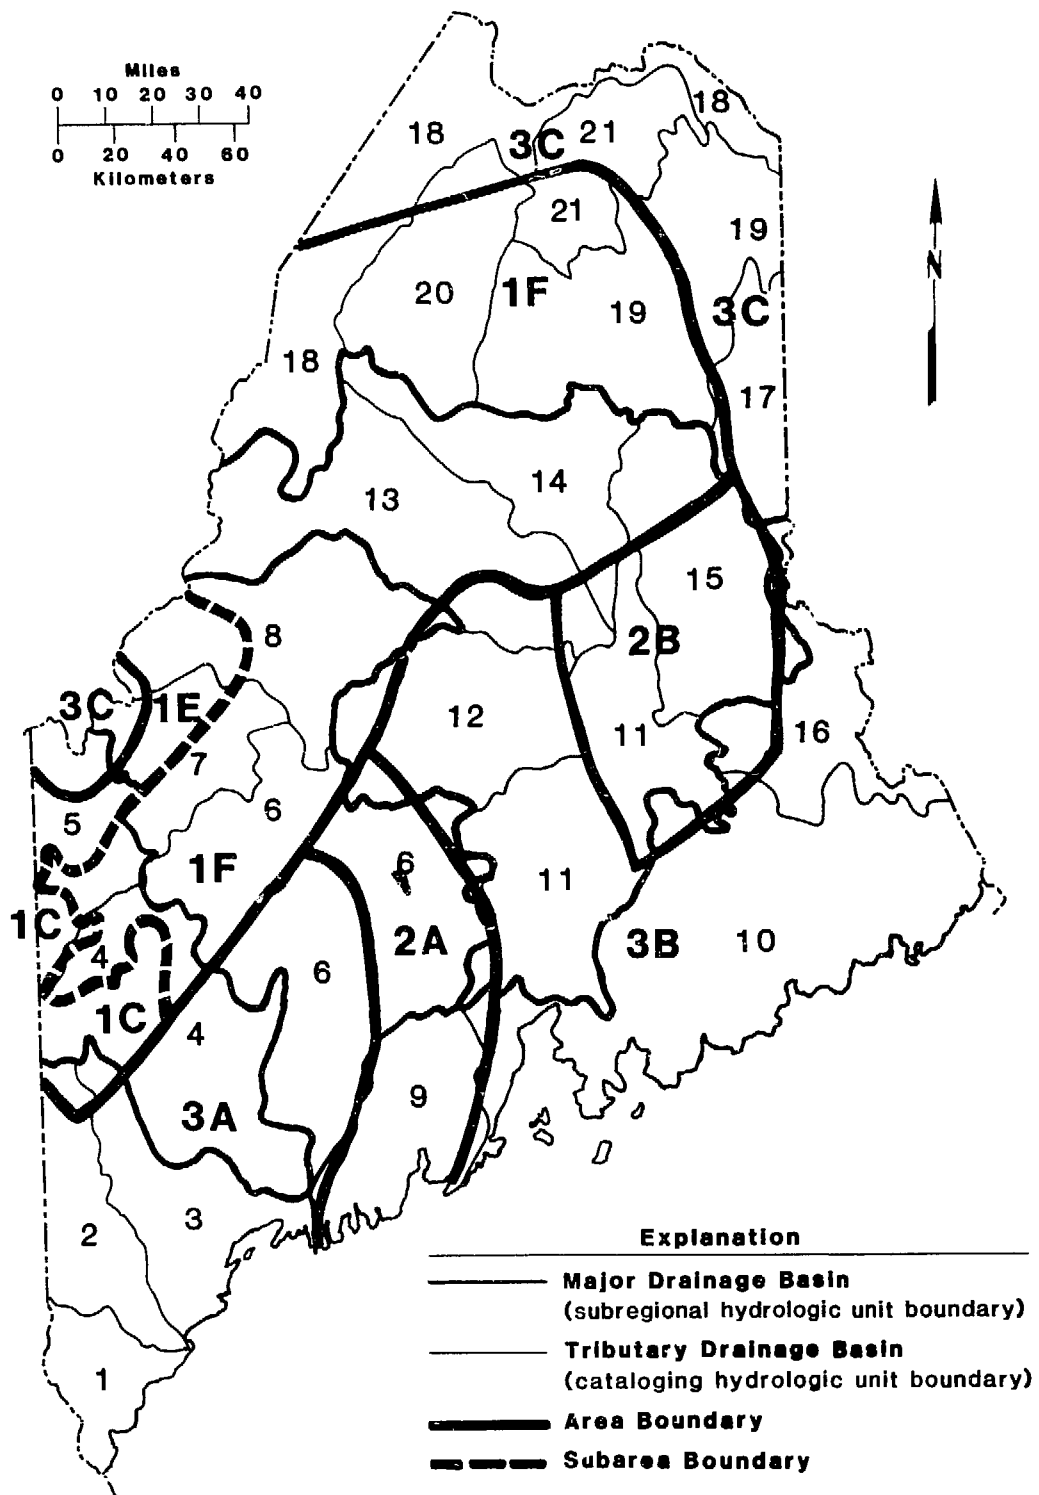 Miles
0 10 20 30 40
0 20 40 60
Kilometers
18
18
3C
21
21
19
N
20
1F
19
3C
18
17
14
13
15
8
2B
3C
1E
12
11
16
7
6
5
6
1F
11
1C
4
2A
3B
10
6
1C
4
9
3A
3
2
1
Explanation
Major Drainage Basin
(subregional hydrologic unit boundary)
Tributary Drainage Basin
(cataloging hydrologic unit boundary)
Area Boundary
Subarea Boundary